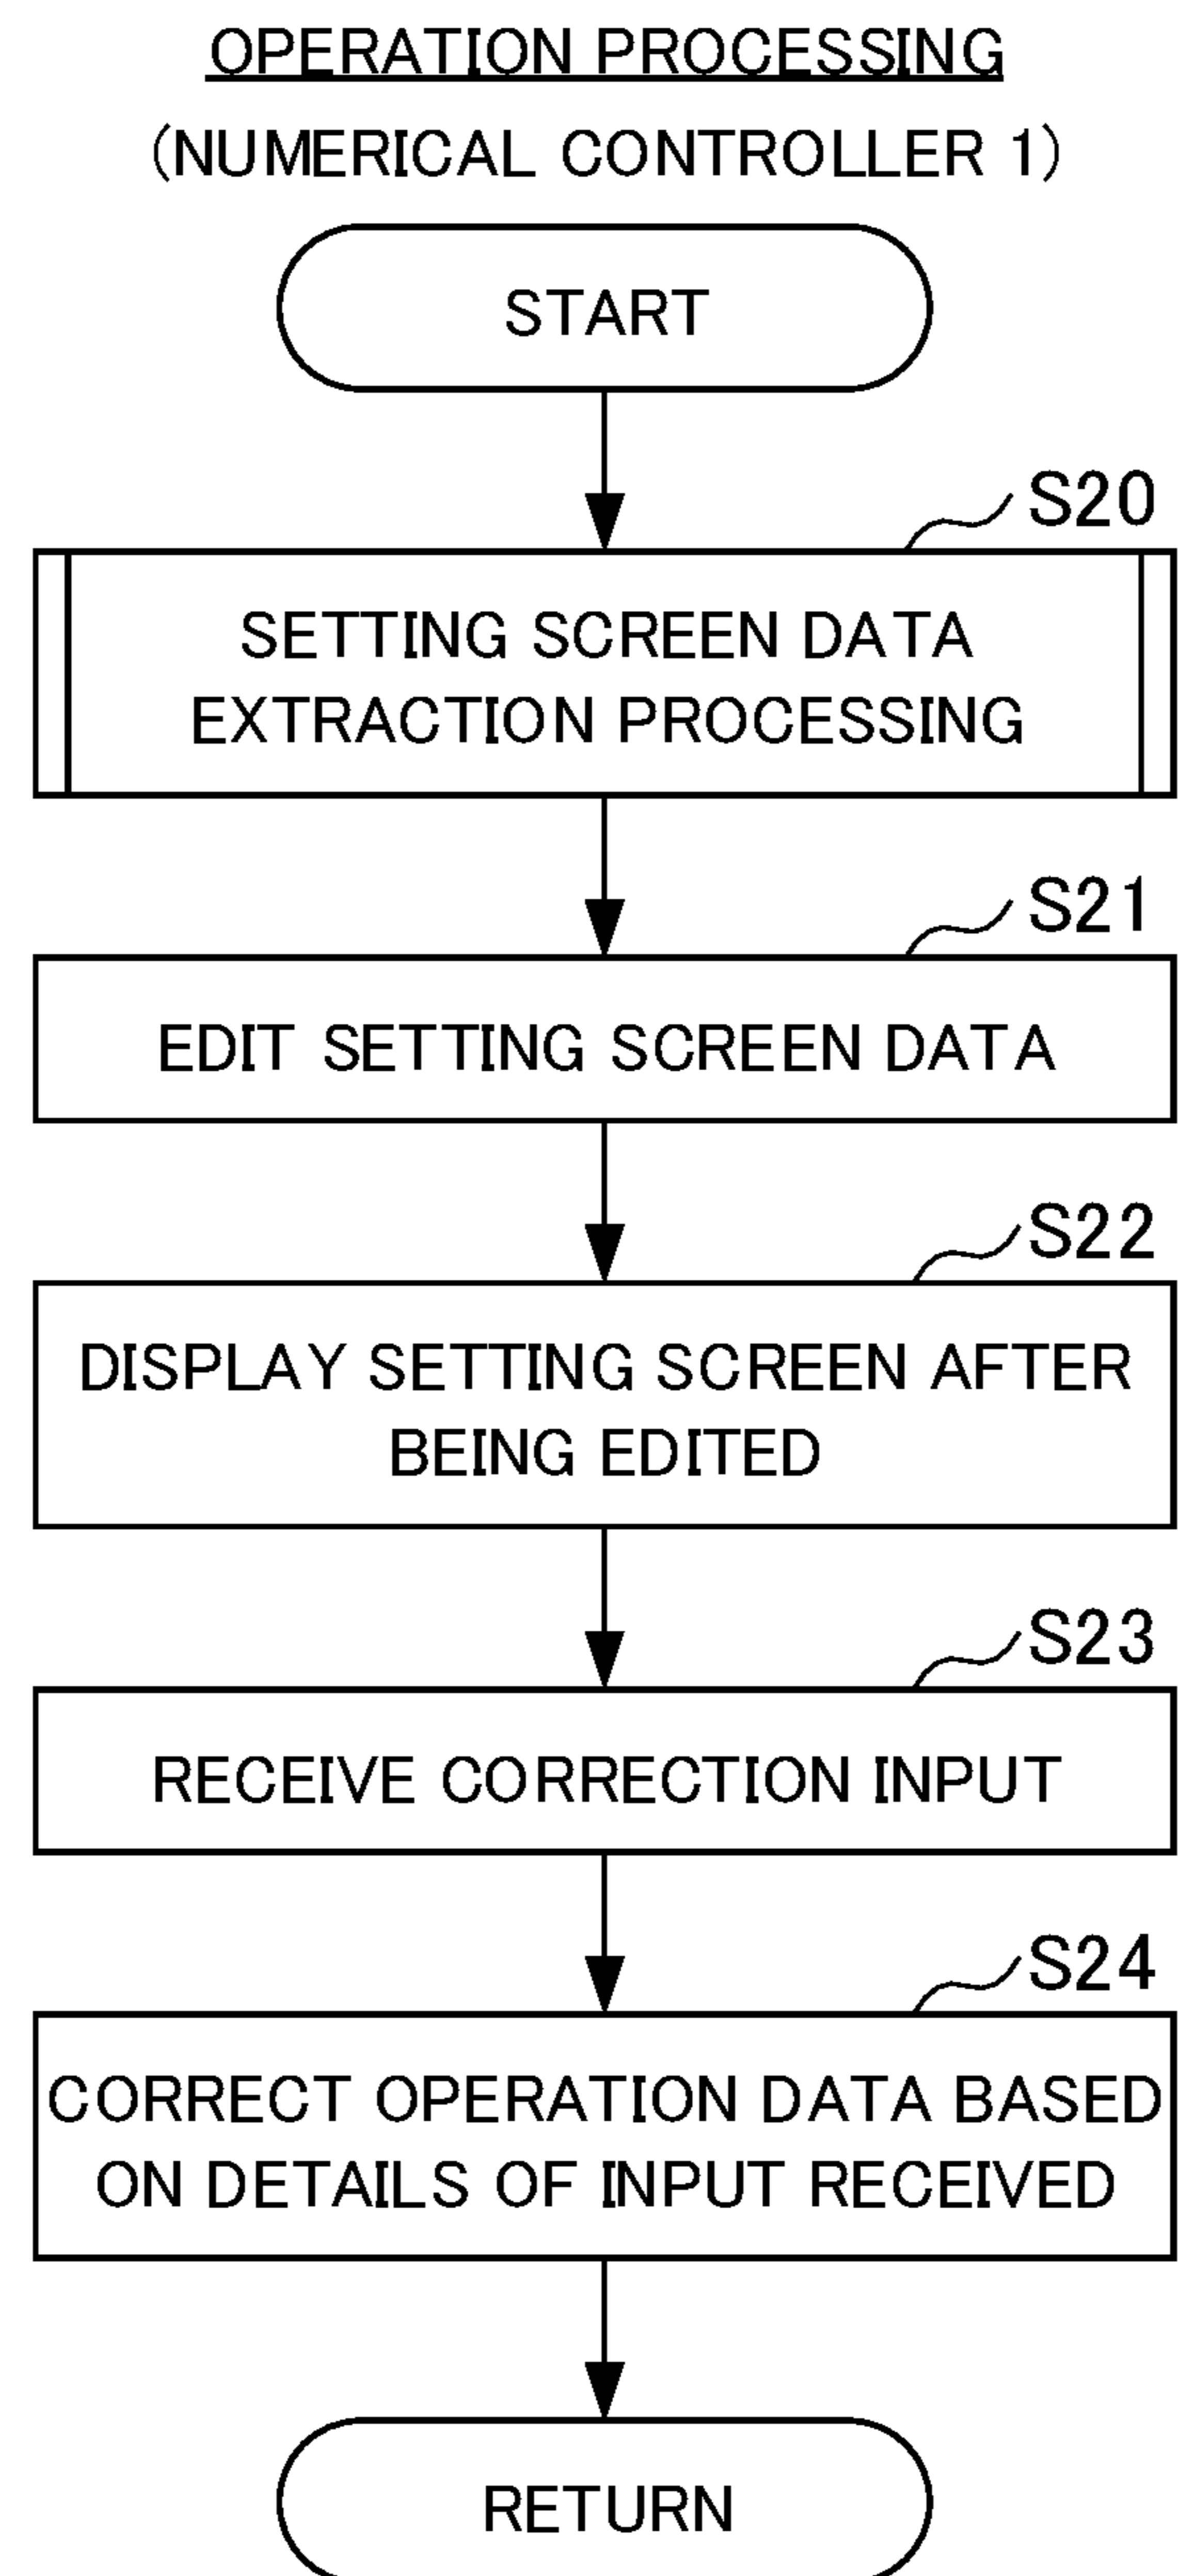 OPERATION PROCESSING
(NUMERICAL CONTROLLER 1)
START
S20
SETTING SCREEN DATA
EXTRACTION PROCESSING
S21
EDIT SETTING SCREEN DATA
S22
DISPLAY SETTING SCREEN AFTER
BEING EDITED
S23
RECEIVE CORRECTION INPUT
S24
CORRECT OPERATION DATA BASED
ON DETAILS OF INPUT RECEIVED
RETURN